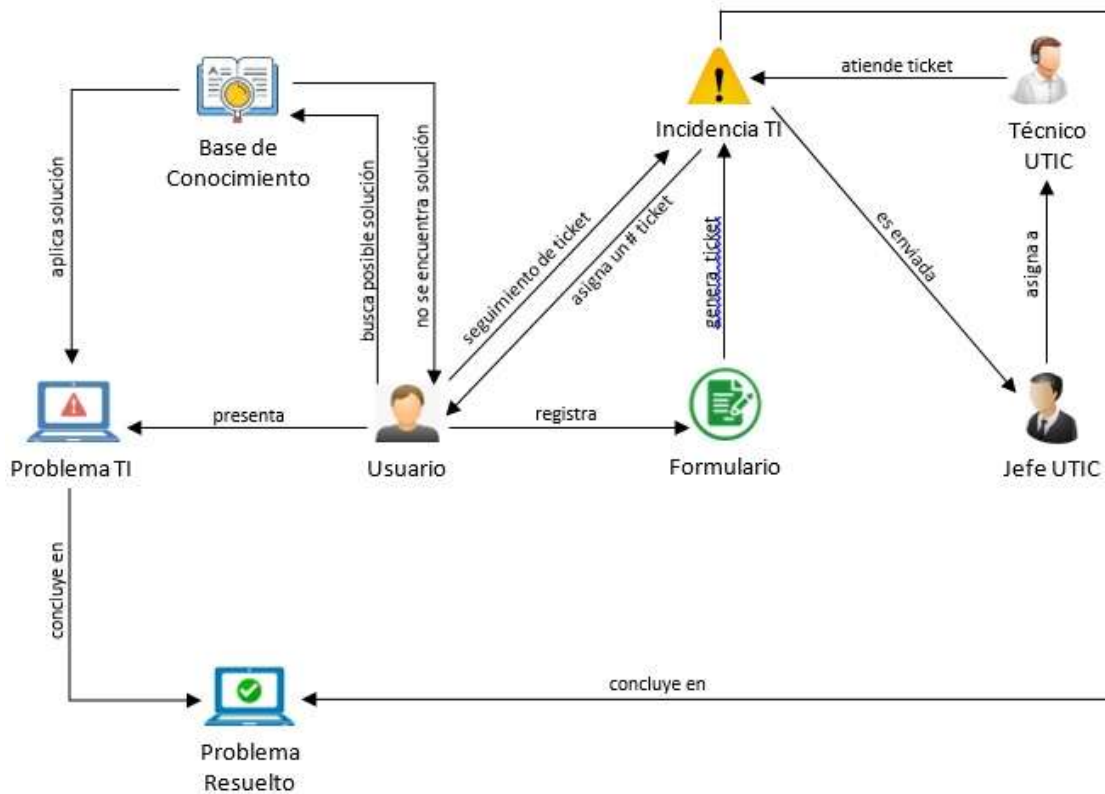 atiende ticket
Base de
Conocimiento
Incidencia TI
Técnico
UTIC
aplica solución
busca posible solución
no se encuentra solución
seguimiento de ticket
asigna un # ticket
genera ticket
es enviada
asigna a
presenta
registra
Problema TI
Usuario
Formulario
Jefe UTIC
concluye en
concluye en
Problema
Resuelto